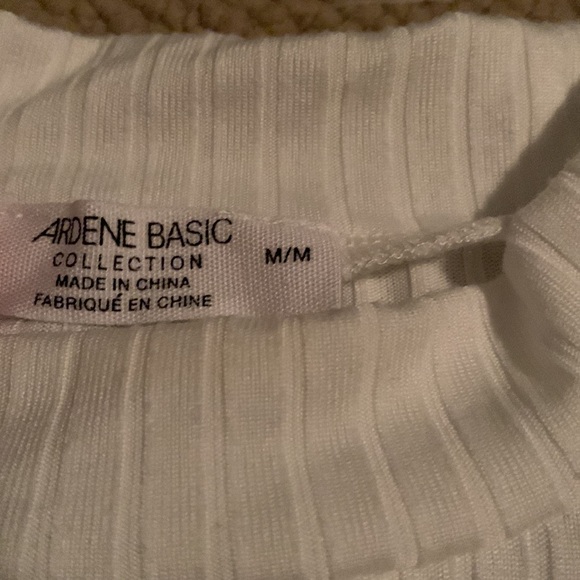 ARDENE BASIC
COLLECTION
M/M
MADE IN CHINA
FABRIQUÉ EN CHINE